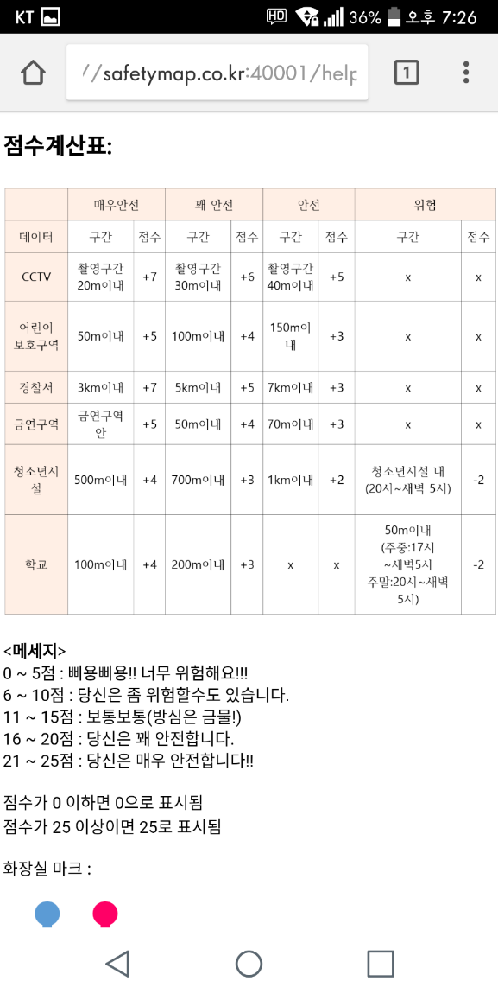 KT HD 36% 오후 7:26
//safetymap.co.kr:40001/help 1
점수계산표:
매우안전 꽤 안전 안전 위험
데이터 구간 점수 구간 점수 구간 점수 구간 점수
CCTV 촬영구간 20m이내 +7 촬영구간 30m이내 +6 촬영구간 40m이내 +5 x x
어린이 보호구역 50m이내 +5 100m이내 +4 150m이내 +3 x x
경찰서 3km이내 +7 5km이내 +5 7km이내 +3 x x
금연구역 금연구역 안 +5 50m이내 +4 70m이내 +3 x x
청소년시설 500m이내 +4 700m이내 +3 1km이내 +2 청소년시설 내 (20시~새벽 5시) -2
학교 100m이내 +4 200m이내 +3 x x 50m이내 (주중:17시 ~새벽5시 주말:20시~새벽 5시) -2
<메세지>
0 ~ 5점 : 삐용삐용!! 너무 위험해요!!!
6 ~ 10점 : 당신은 좀 위험할수도 있습니다.
11 ~ 15점 : 보통보통(방심은 금물!)
16 ~ 20점 : 당신은 꽤 안전합니다.
21 ~ 25점 : 당신은 매우 안전합니다!!
점수가 0 이하면 0으로 표시됨
점수가 25 이상이면 25로 표시됨
화장실 마크 :